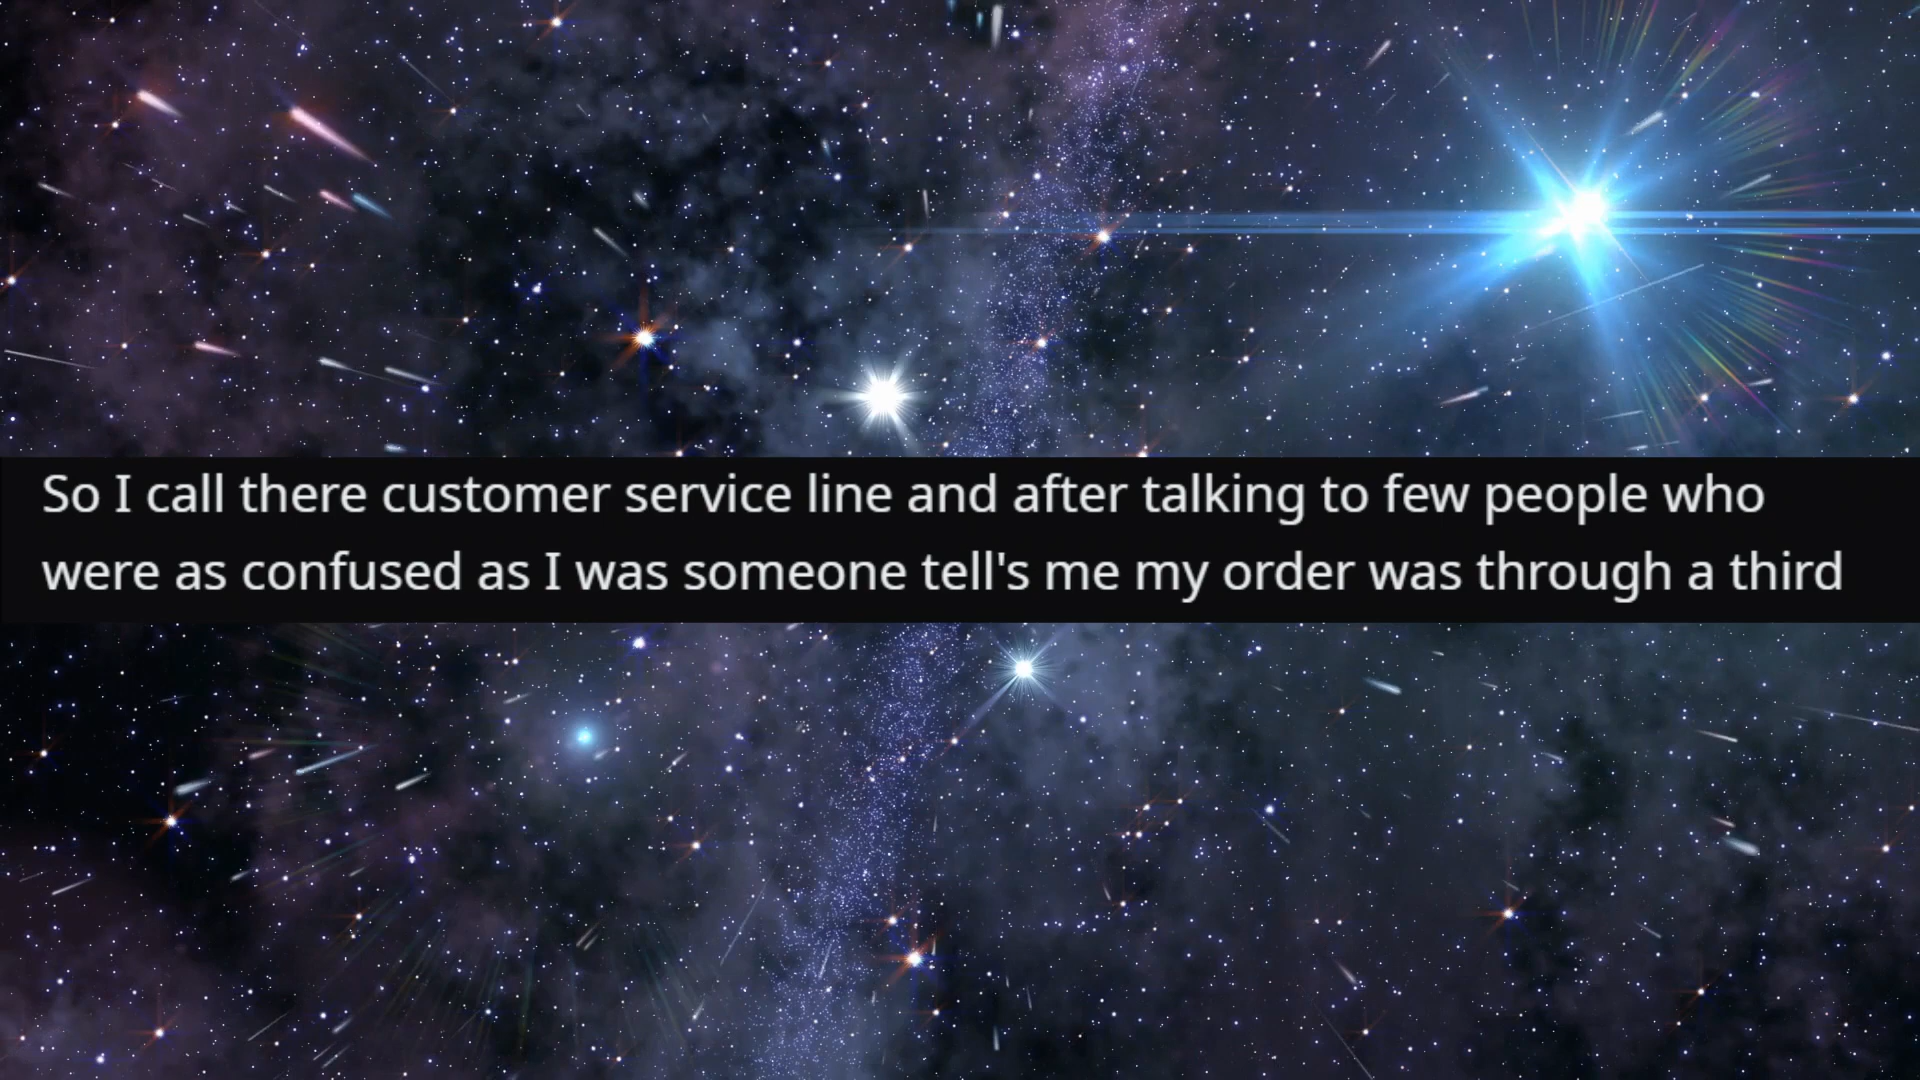 So I call there customer service line and after talking to few people who
were as confused as I was someone tell's me my order was through a third